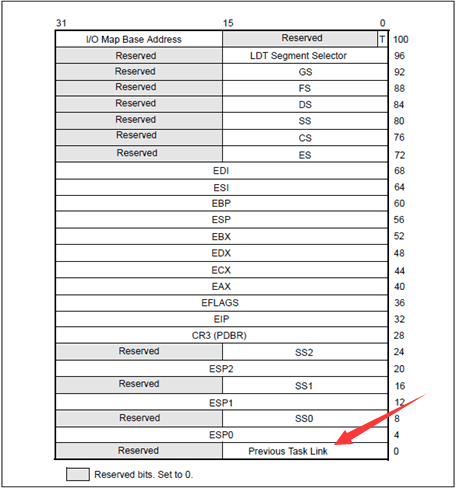 31 15 0
I/O Map Base Address Reserved T 100
Reserved LDT Segment Selector 96
Reserved GS 92
Reserved FS 88
Reserved DS 84
Reserved SS 80
Reserved CS 76
Reserved ES 72
EDI 68
ESI 64
EBP 60
ESP 56
EBX 52
EDX 48
ECX 44
EAX 40
EFLAGS 36
EIP 32
CR3 (PDBR) 28
Reserved SS2 24
ESP2 20
Reserved SS1 16
ESP1 12
Reserved SS0 8
ESP0 4
Reserved Previous Task Link 0
Reserved bits. Set to 0.